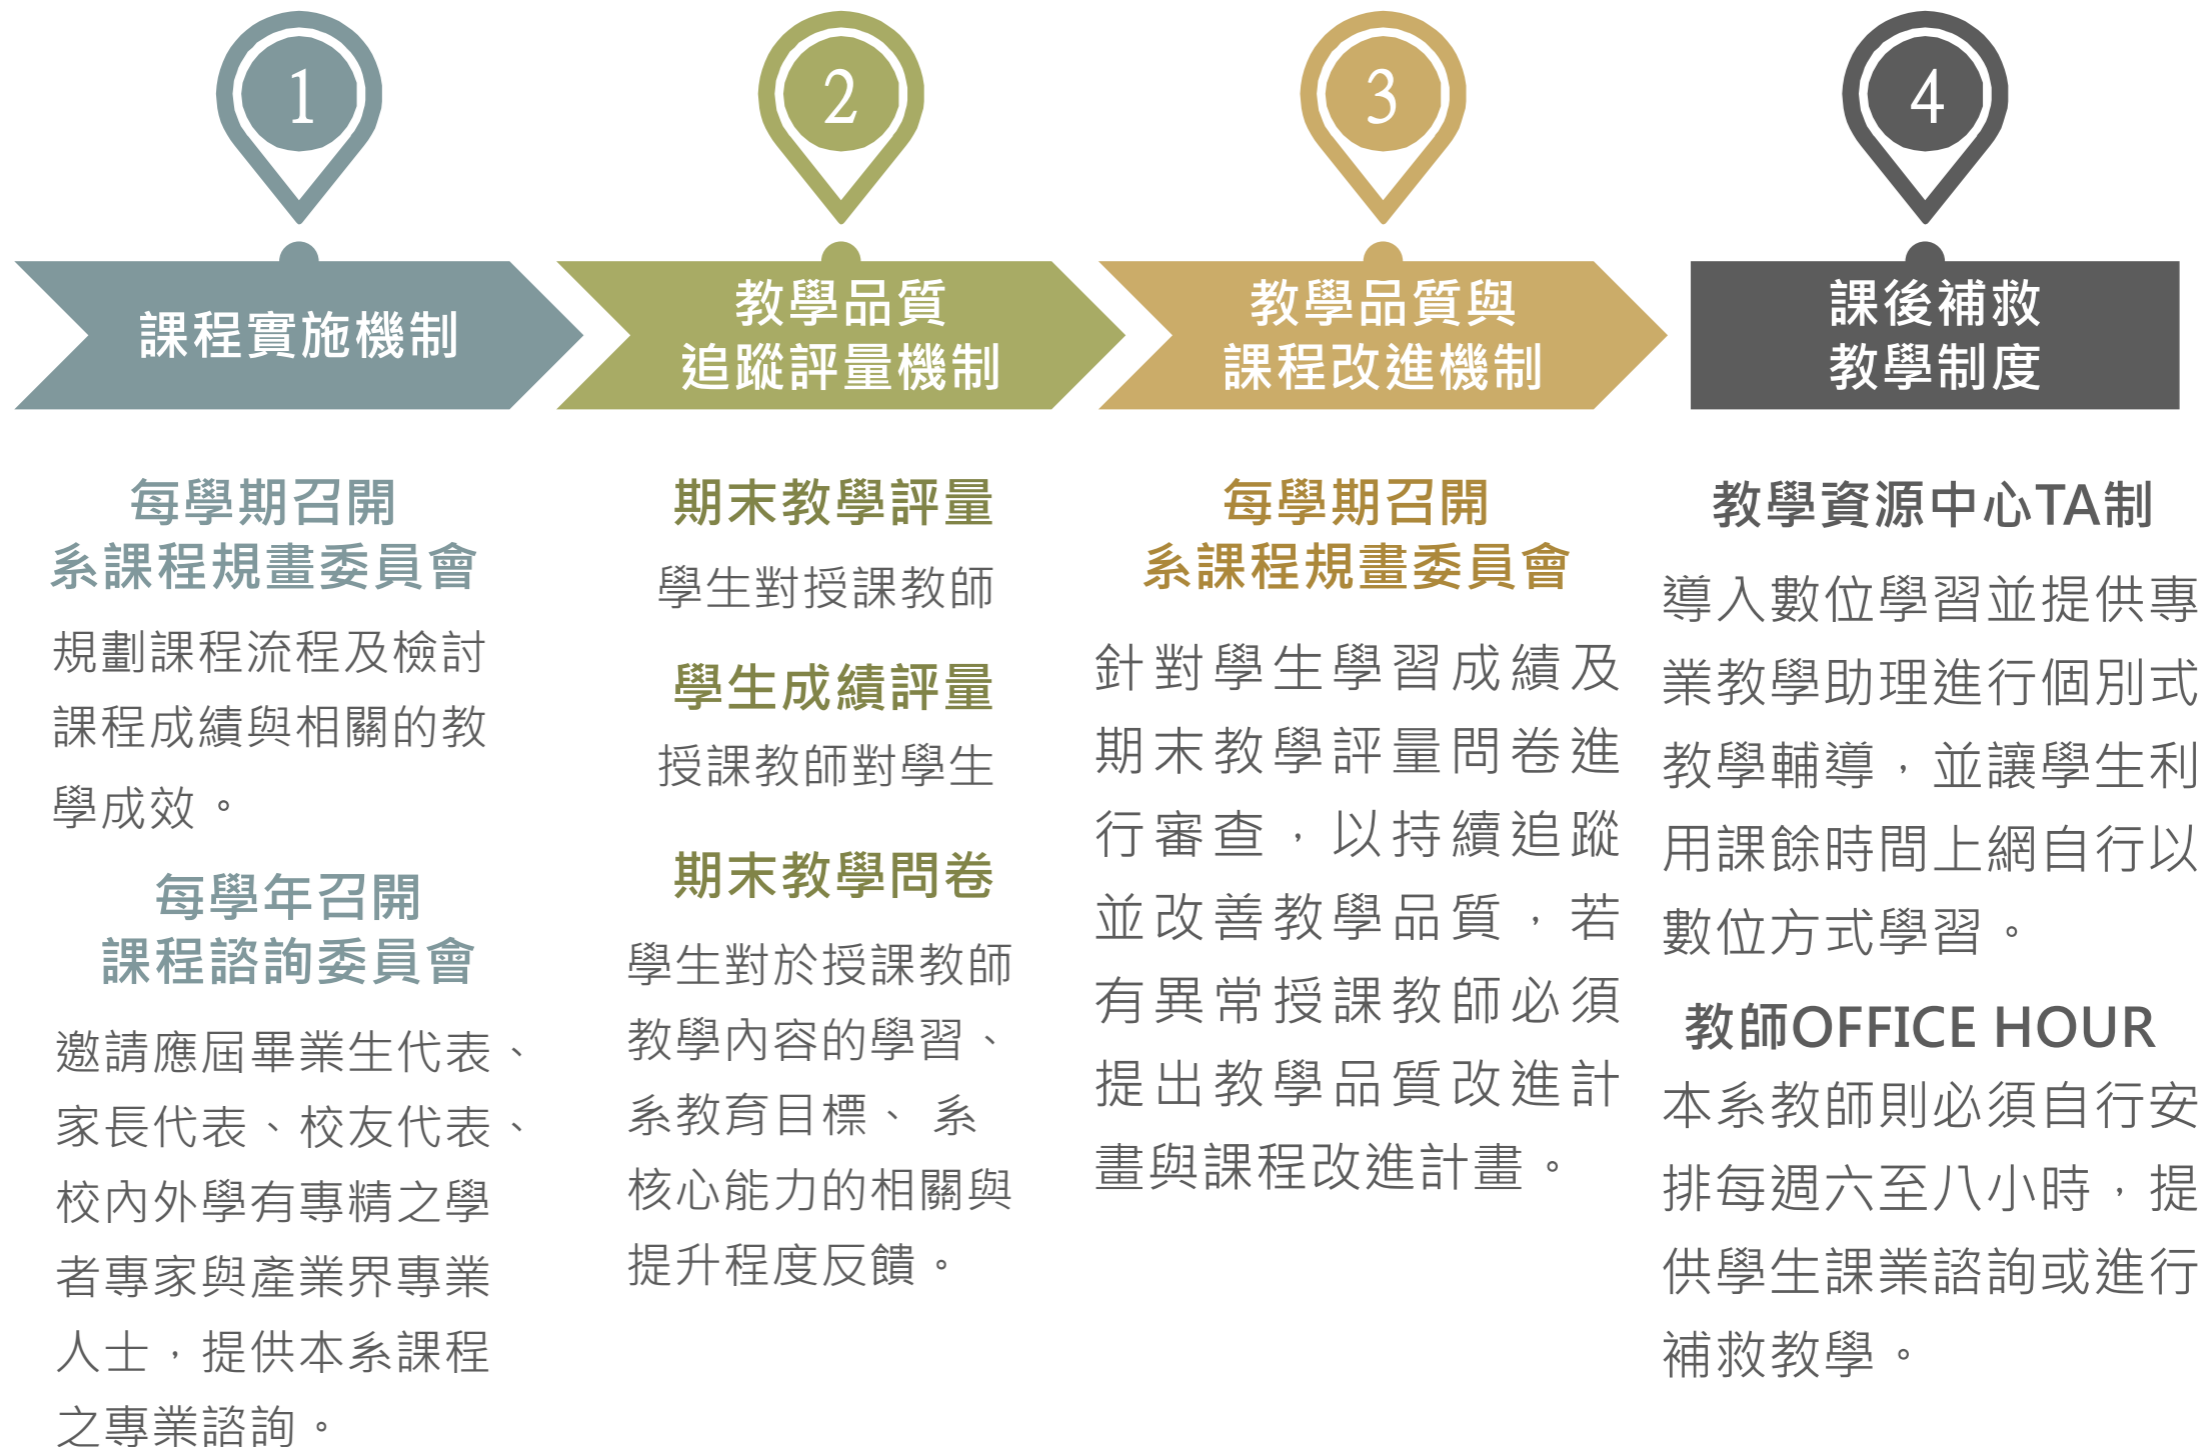 1
課程實施機制
每學期召開
系課程規畫委員會
規劃課程流程及檢討
課程成績與相關的教
學成效。
每學年召開
課程諮詢委員會
邀請應屆畢業生代表、
家長代表、校友代表、
校內外學有專精之學
者專家與產業界專業
人士，提供本系課程
之專業諮詢。
2
教學品質
追蹤評量機制
期末教學評量
學生對授課教師
學生成績評量
授課教師對學生
期末教學問卷
學生對於授課教師
教學內容的學習、
系教育目標、 系
核心能力的相關與
提升程度反饋。
3
教學品質與
課程改進機制
每學期召開
系課程規畫委員會
針對學生學習成績及
期末教學評量問卷進
行審查，以持續追蹤
並改善教學品質，若
有異常授課教師必須
提出教學品質改進計
畫與課程改進計畫。
4
課後補救
教學制度
教學資源中心TA制
導入數位學習並提供專
業教學助理進行個別式
教學輔導，並讓學生利
用課餘時間上網自行以
數位方式學習。
教師OFFICE HOUR
本系教師則必須自行安
排每週六至八小時，提
供學生課業諮詢或進行
補救教學。